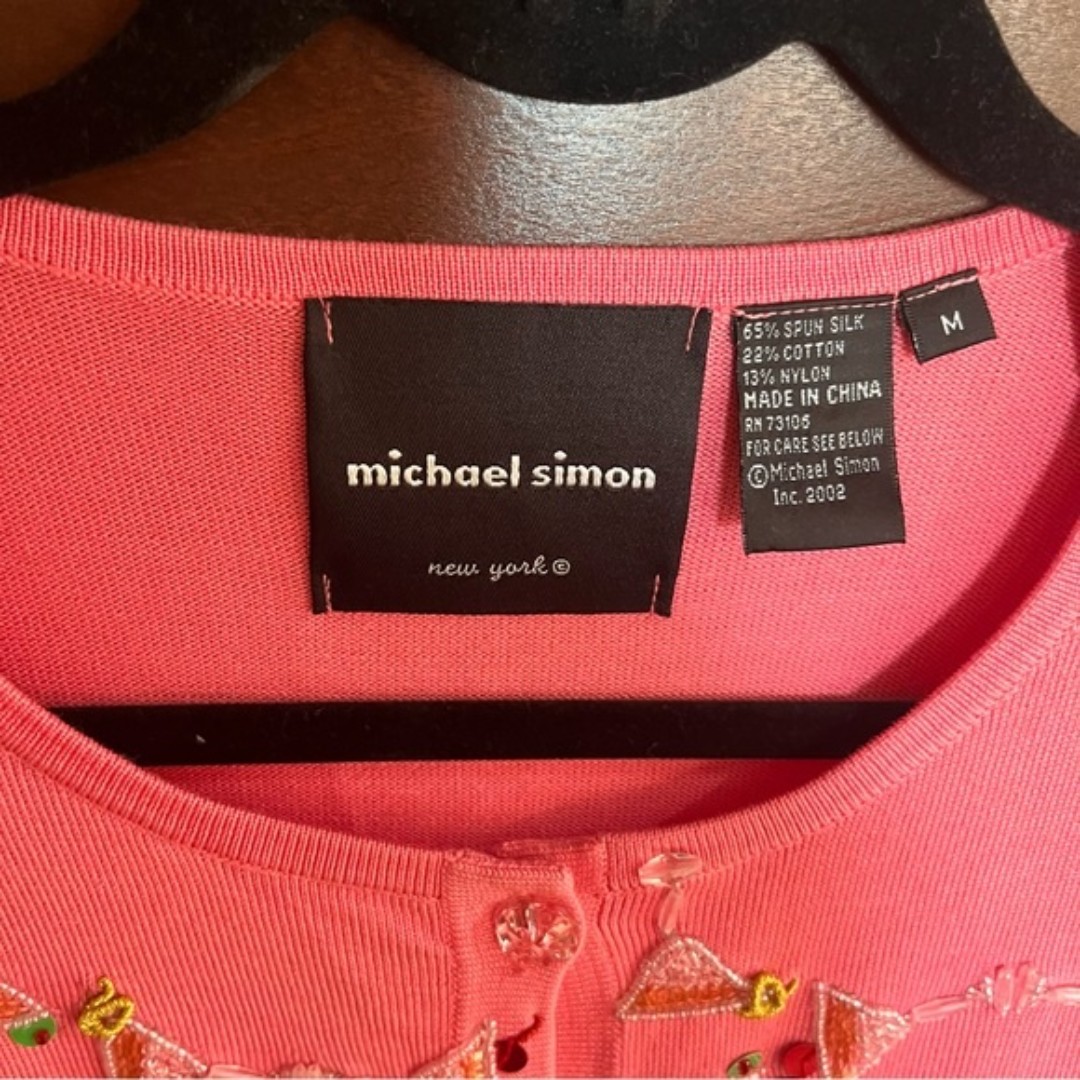 michael simon
new york ©
65% SPUN SILK
22% COTTON
13% NYLON
MADE IN CHINA
RN 73106
FOR CARE SEE BELOW
©Michael Simon
Inc. 2002
M